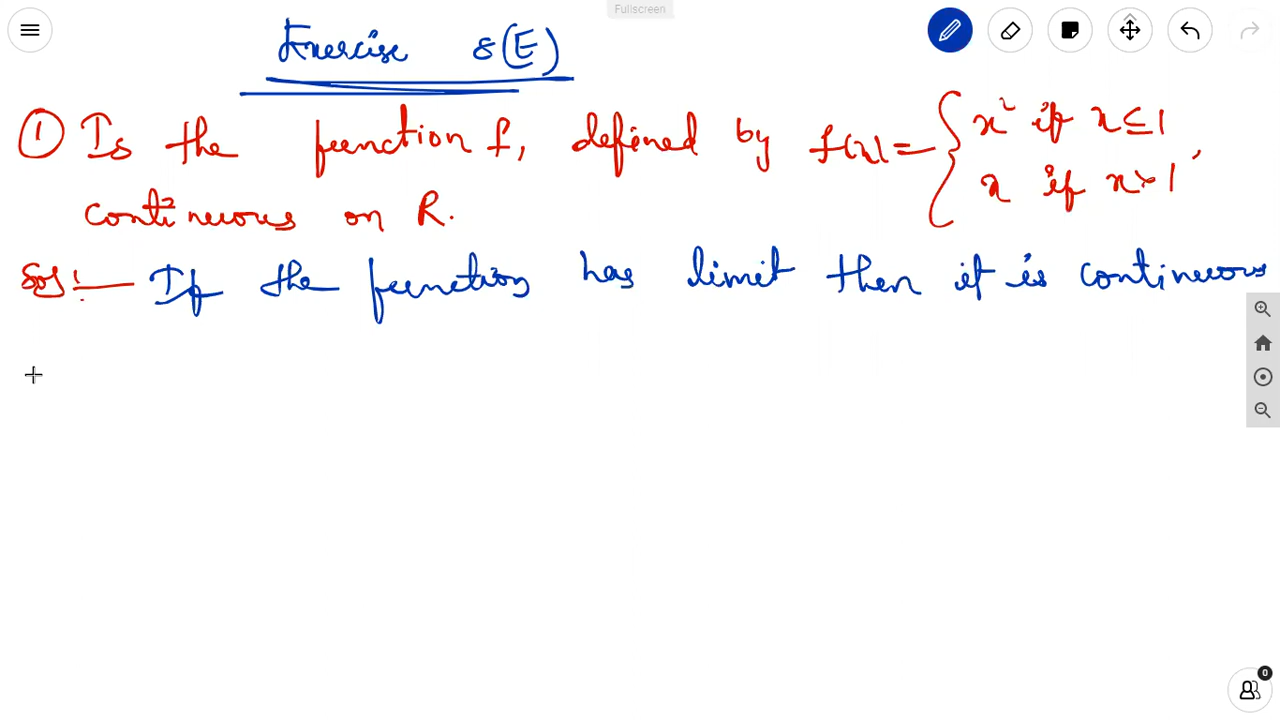 Fullscreen
Exercise 8(E)
① Is the function f, defined by f(x) = { x² if x ≤ 1
x if x > 1 ,
continuous on R.
Sol:— If the function has limit then it is continuous
0